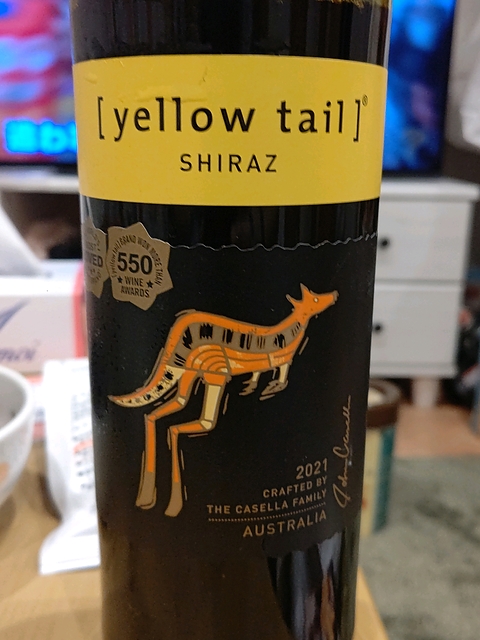 [ yellow tail ]®
SHIRAZ
550
WINE
AWARDS
2021
CRAFTED BY
THE CASELLA FAMILY
AUSTRALIA